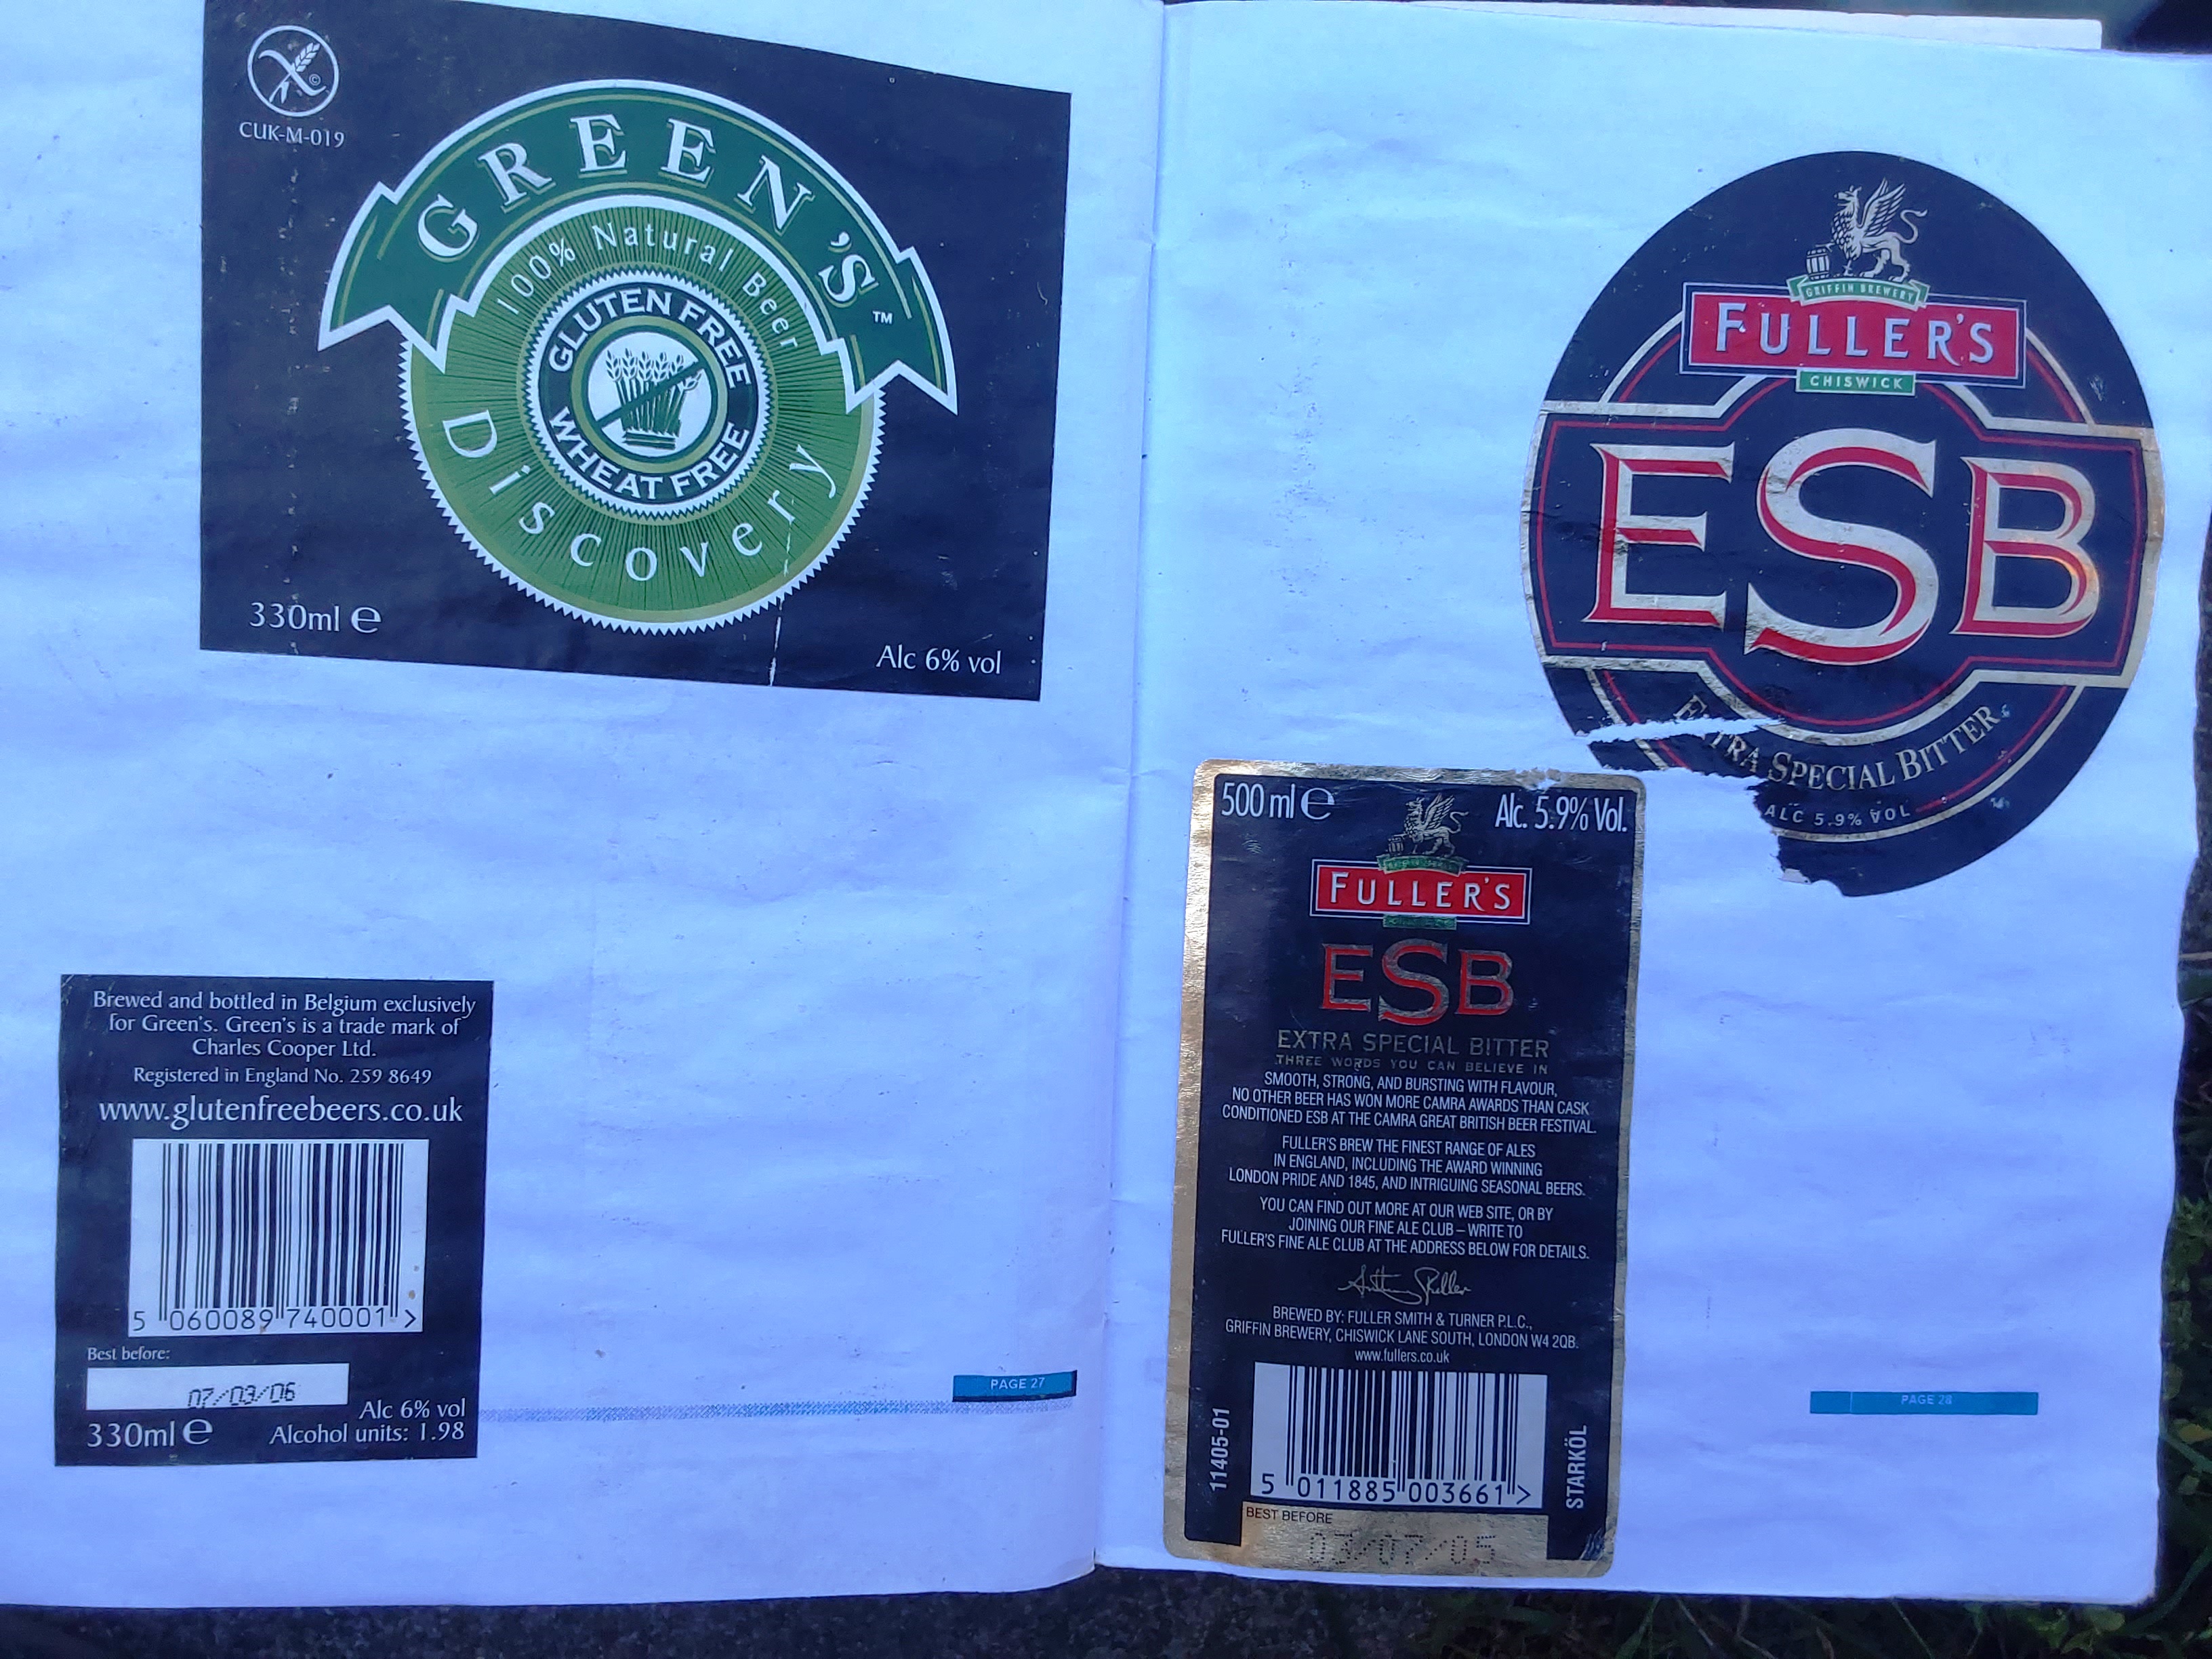 CUK-M-019
GREEN'S™
100% Natural Beer
GLUTEN FREE
WHEAT FREE
Discovery
330ml e
Alc 6% vol
Brewed and bottled in Belgium exclusively
for Green's. Green's is a trade mark of
Charles Cooper Ltd.
Registered in England No. 259 8649
www.glutenfreebeers.co.uk
5 060089 740001 >
Best before:
07/03/06
Alc 6% vol
330ml e
Alcohol units: 1.98
PAGE 27
GRIFFIN BREWERY
FULLER'S
CHISWICK
ESB
EXTRA SPECIAL BITTER
ALC 5.9% VOL
500 ml e
Alc. 5.9% Vol.
FULLER'S
ESB
EXTRA SPECIAL BITTER
THREE WORDS YOU CAN BELIEVE IN
SMOOTH, STRONG, AND BURSTING WITH FLAVOUR,
NO OTHER BEER HAS WON MORE CAMRA AWARDS THAN CASK
CONDITIONED ESB AT THE CAMRA GREAT BRITISH BEER FESTIVAL.
FULLER'S BREW THE FINEST RANGE OF ALES
IN ENGLAND, INCLUDING THE AWARD WINNING
LONDON PRIDE AND 1845, AND INTRIGUING SEASONAL BEERS.
YOU CAN FIND OUT MORE AT OUR WEB SITE, OR BY
JOINING OUR FINE ALE CLUB – WRITE TO
FULLER'S FINE ALE CLUB AT THE ADDRESS BELOW FOR DETAILS.
Anthony Fuller
BREWED BY: FULLER SMITH & TURNER P.L.C.,
GRIFFIN BREWERY, CHISWICK LANE SOUTH, LONDON W4 2QB.
www.fullers.co.uk
11405-01
5 011885 003661 >
STARKÖL
BEST BEFORE
03/07/05
PAGE 28